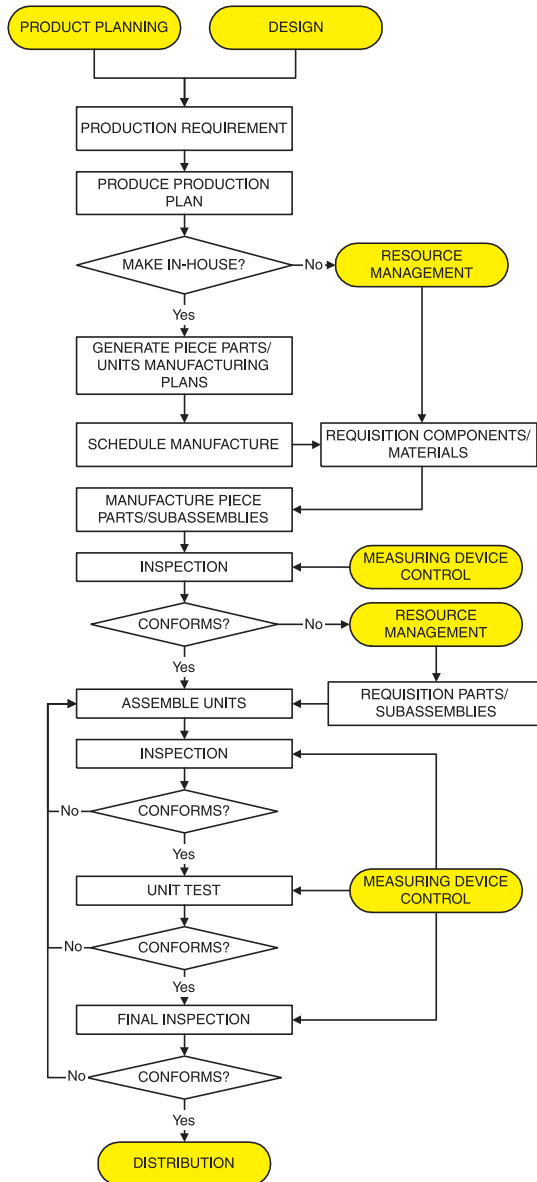 PRODUCT PLANNING
DESIGN
PRODUCTION REQUIREMENT
PRODUCE PRODUCTION
PLAN
MAKE IN-HOUSE?
No
RESOURCE
MANAGEMENT
Yes
GENERATE PIECE PARTS/
UNITS MANUFACTURING
PLANS
SCHEDULE MANUFACTURE
REQUISITION COMPONENTS/
MATERIALS
MANUFACTURE PIECE
PARTS/SUBASSEMBLIES
INSPECTION
MEASURING DEVICE
CONTROL
CONFORMS?
No
RESOURCE
MANAGEMENT
Yes
ASSEMBLE UNITS
REQUISITION PARTS/
SUBASSEMBLIES
INSPECTION
No
CONFORMS?
Yes
UNIT TEST
MEASURING DEVICE
CONTROL
No
CONFORMS?
Yes
FINAL INSPECTION
No
CONFORMS?
Yes
DISTRIBUTION